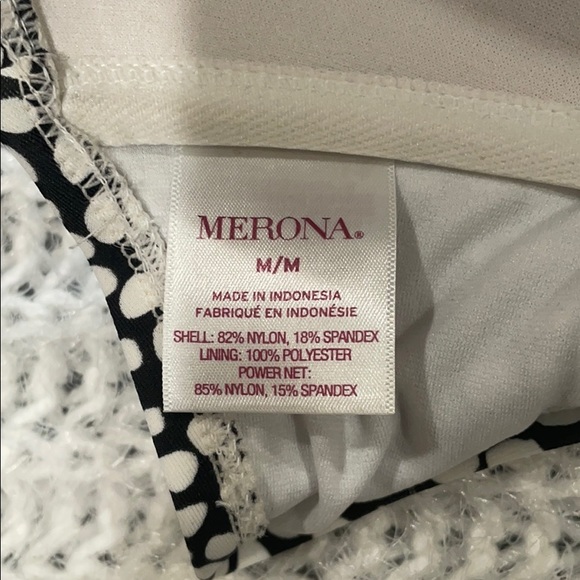 MERONA®
M/M
MADE IN INDONESIA
FABRIQUÉ EN INDONÉSIE
SHELL: 82% NYLON, 18% SPANDEX
LINING: 100% POLYESTER
POWER NET:
85% NYLON, 15% SPANDEX